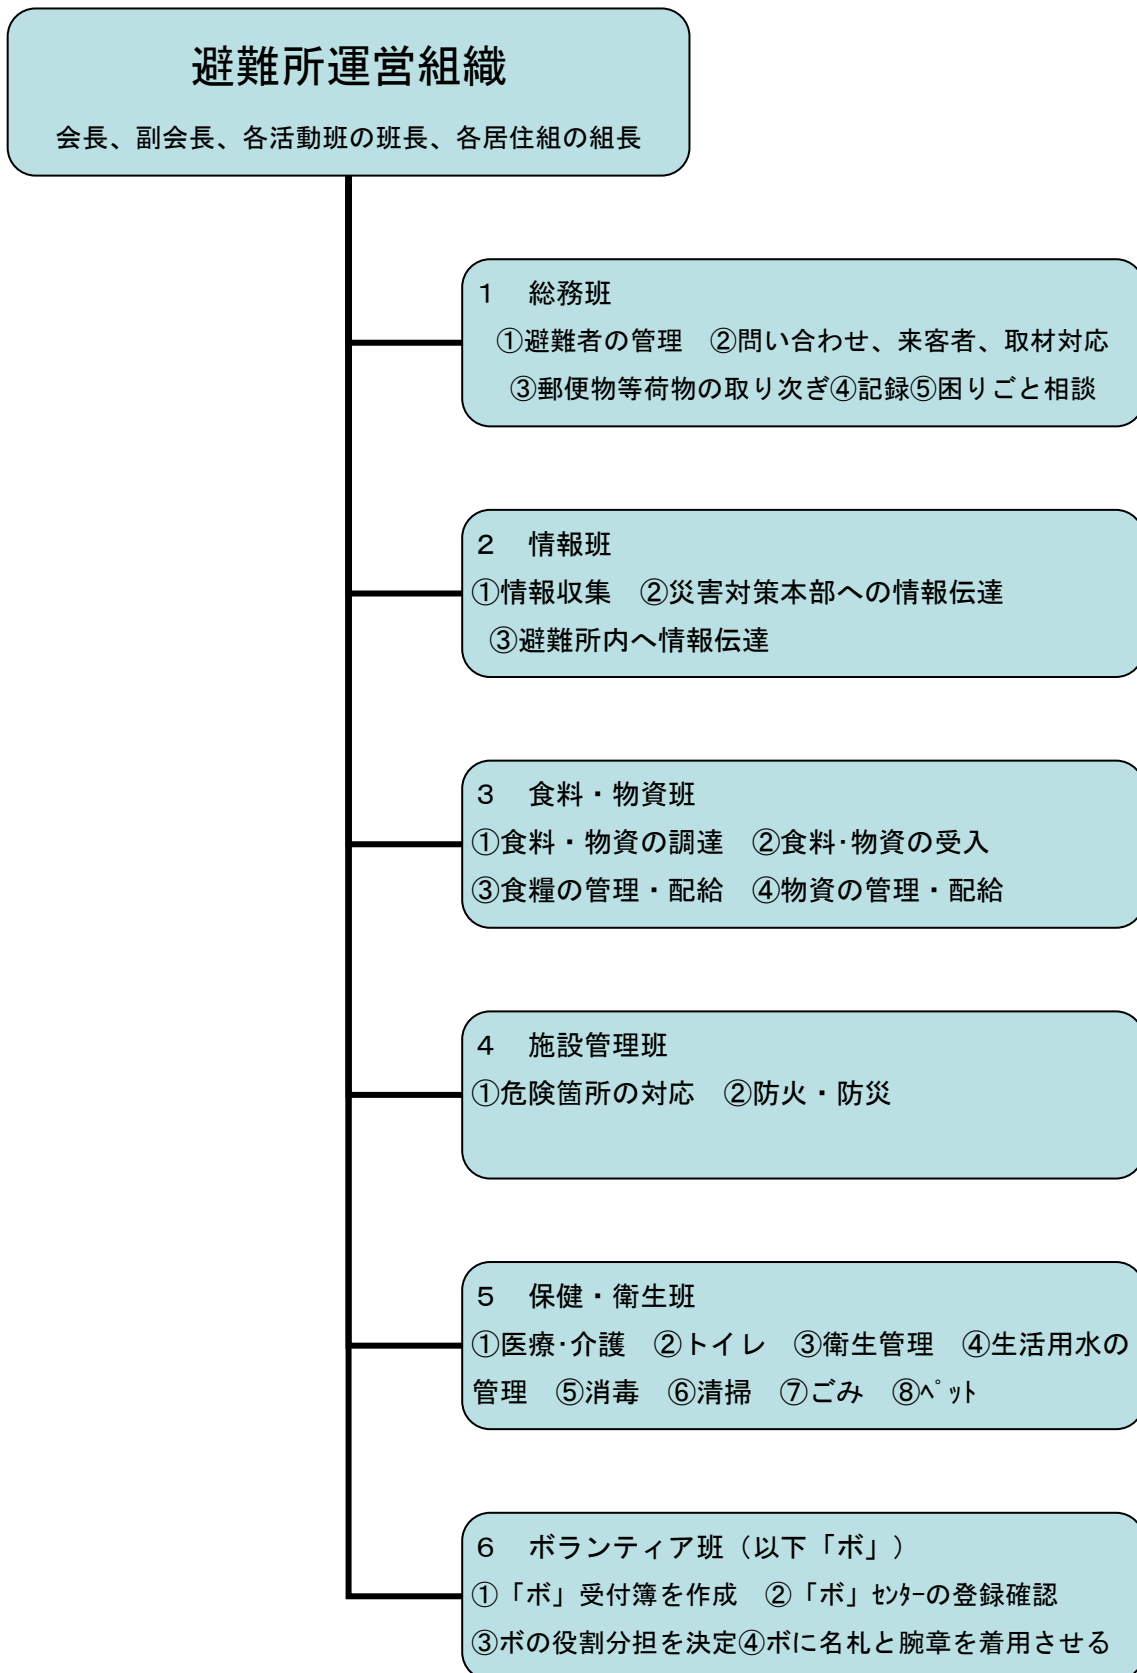 避難所運営組織
会長、副会長、各活動班の班長、各居住組の組長
１　総務班
①避難者の管理　②問い合わせ、来客者、取材対応
③郵便物等荷物の取り次ぎ④記録⑤困りごと相談
２　情報班
①情報収集　②災害対策本部への情報伝達
③避難所内へ情報伝達
３　食料・物資班
①食料・物資の調達　②食料･物資の受入
③食糧の管理・配給　④物資の管理・配給
４　施設管理班
①危険箇所の対応　②防火・防災
５　保健・衛生班
①医療･介護　②トイレ　③衛生管理　④生活用水の
管理　⑤消毒　⑥清掃　⑦ごみ　⑧ﾍﾟｯﾄ
６　ボランティア班（以下「ボ」）
①「ボ」受付簿を作成　②「ボ」ｾﾝﾀｰの登録確認
③ボの役割分担を決定④ボに名札と腕章を着用させる